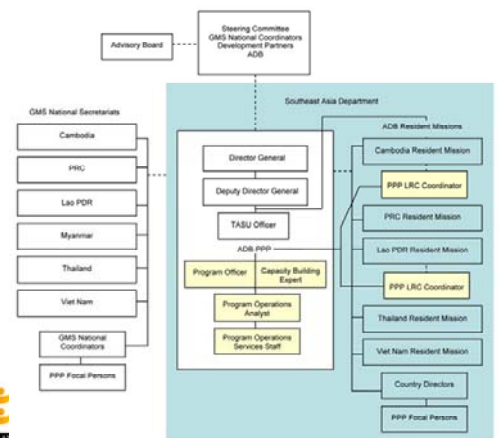 Steering Committee
GMS National Coordinators
Development Partners
ADB
Advisory Board
Southeast Asia Department
GMS National Secretariats
Cambodia
PRC
Lao PDR
Myanmar
Thailand
Viet Nam
GMS National
Coordinators
PPP Focal Persons
Director General
Deputy Director General
TASU Officer
ADB PPP
Program Officer
Capacity Building
Expert
Program Operations
Analyst
Program Operations
Services Staff
ADB Resident Missions
Cambodia Resident Mission
PPP LRC Coordinator
PRC Resident Mission
Lao PDR Resident Mission
PPP LRC Coordinator
Thailand Resident Mission
Viet Nam Resident Mission
Country Directors
PPP Focal Persons